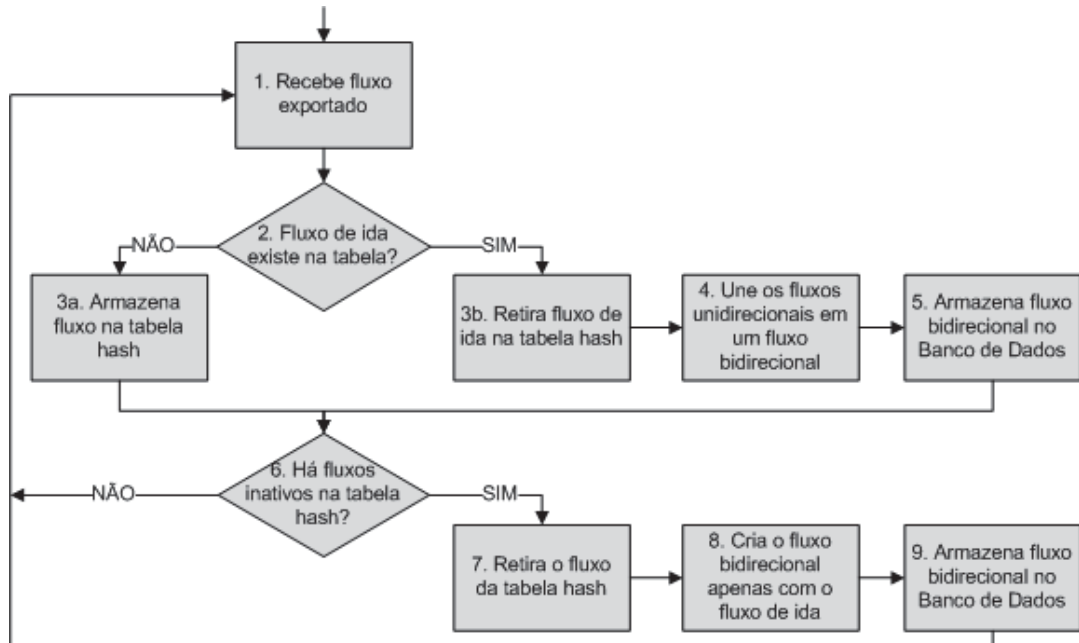 1. Recebe fluxo
exportado
2. Fluxo de ida
existe na tabela?
NÃO
SIM
3a. Armazena
fluxo na tabela
hash
3b. Retira fluxo de
ida na tabela hash
4. Une os fluxos
unidirecionais em
um fluxo
bidirecional
5. Armazena fluxo
bidirecional no
Banco de Dados
6. Há fluxos
inativos na tabela
hash?
NÃO
SIM
7. Retira o fluxo
da tabela hash
8. Cria o fluxo
bidirecional
apenas com o
fluxo de ida
9. Armazena fluxo
bidirecional no
Banco de Dados